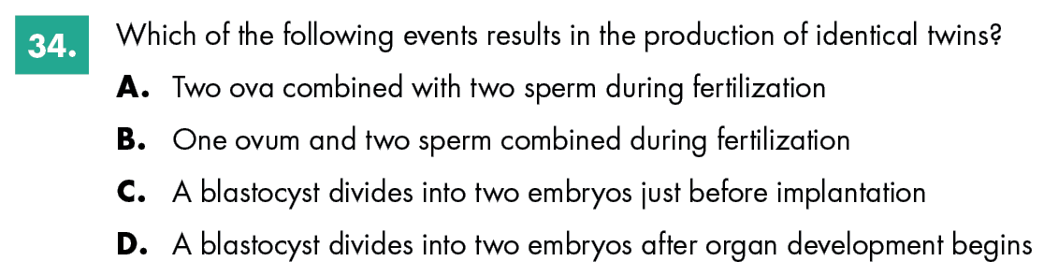 34. Which of the following events results in the production of identical twins?
A. Two ova combined with two sperm during fertilization
B. One ovum and two sperm combined during fertilization
C. A blastocyst divides into two embryos just before implantation
D. A blastocyst divides into two embryos after organ development begins